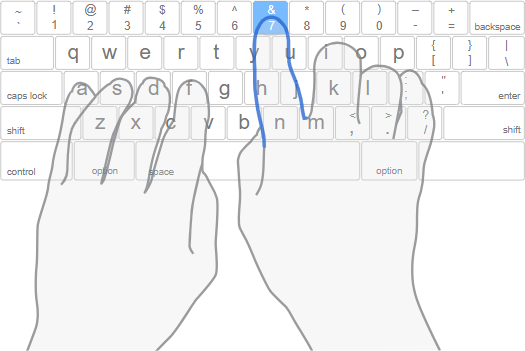 ~ ! @ # $ % ^ & * ( ) – +
` 1 2 3 4 5 6 7 8 9 0 - = backspace
tab q w e r t y u i o p { [ } ] | \
caps lock a s d f g h j k l : ; " ' enter
shift z x c v b n m < , > . ? / shift
control option space option